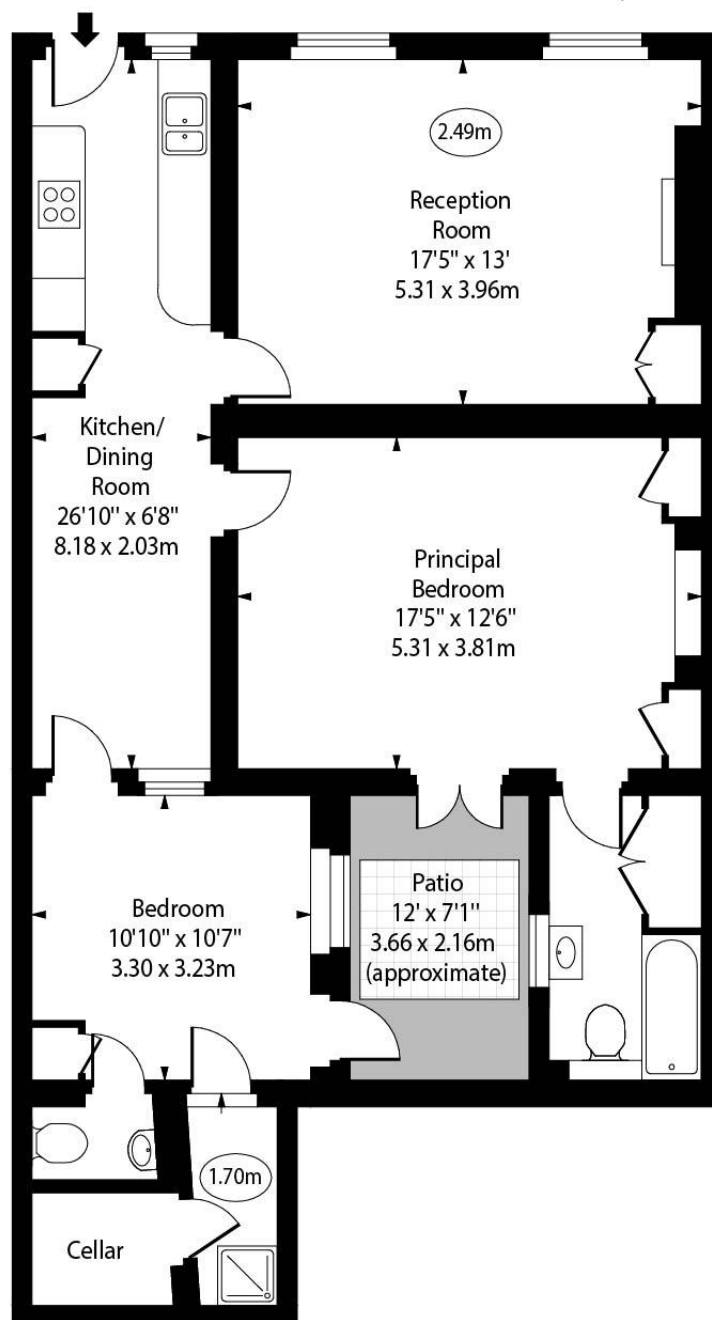 2.49m
Reception
Room
17'5" x 13'
5.31 x 3.96m
Kitchen/
Dining
Room
26'10" x 6'8"
8.18 x 2.03m
Principal
Bedroom
17'5" x 12'6"
5.31 x 3.81m
Bedroom
10'10" x 10'7"
3.30 x 3.23m
Patio
12' x 7'1"
3.66 x 2.16m
(approximate)
1.70m
Cellar